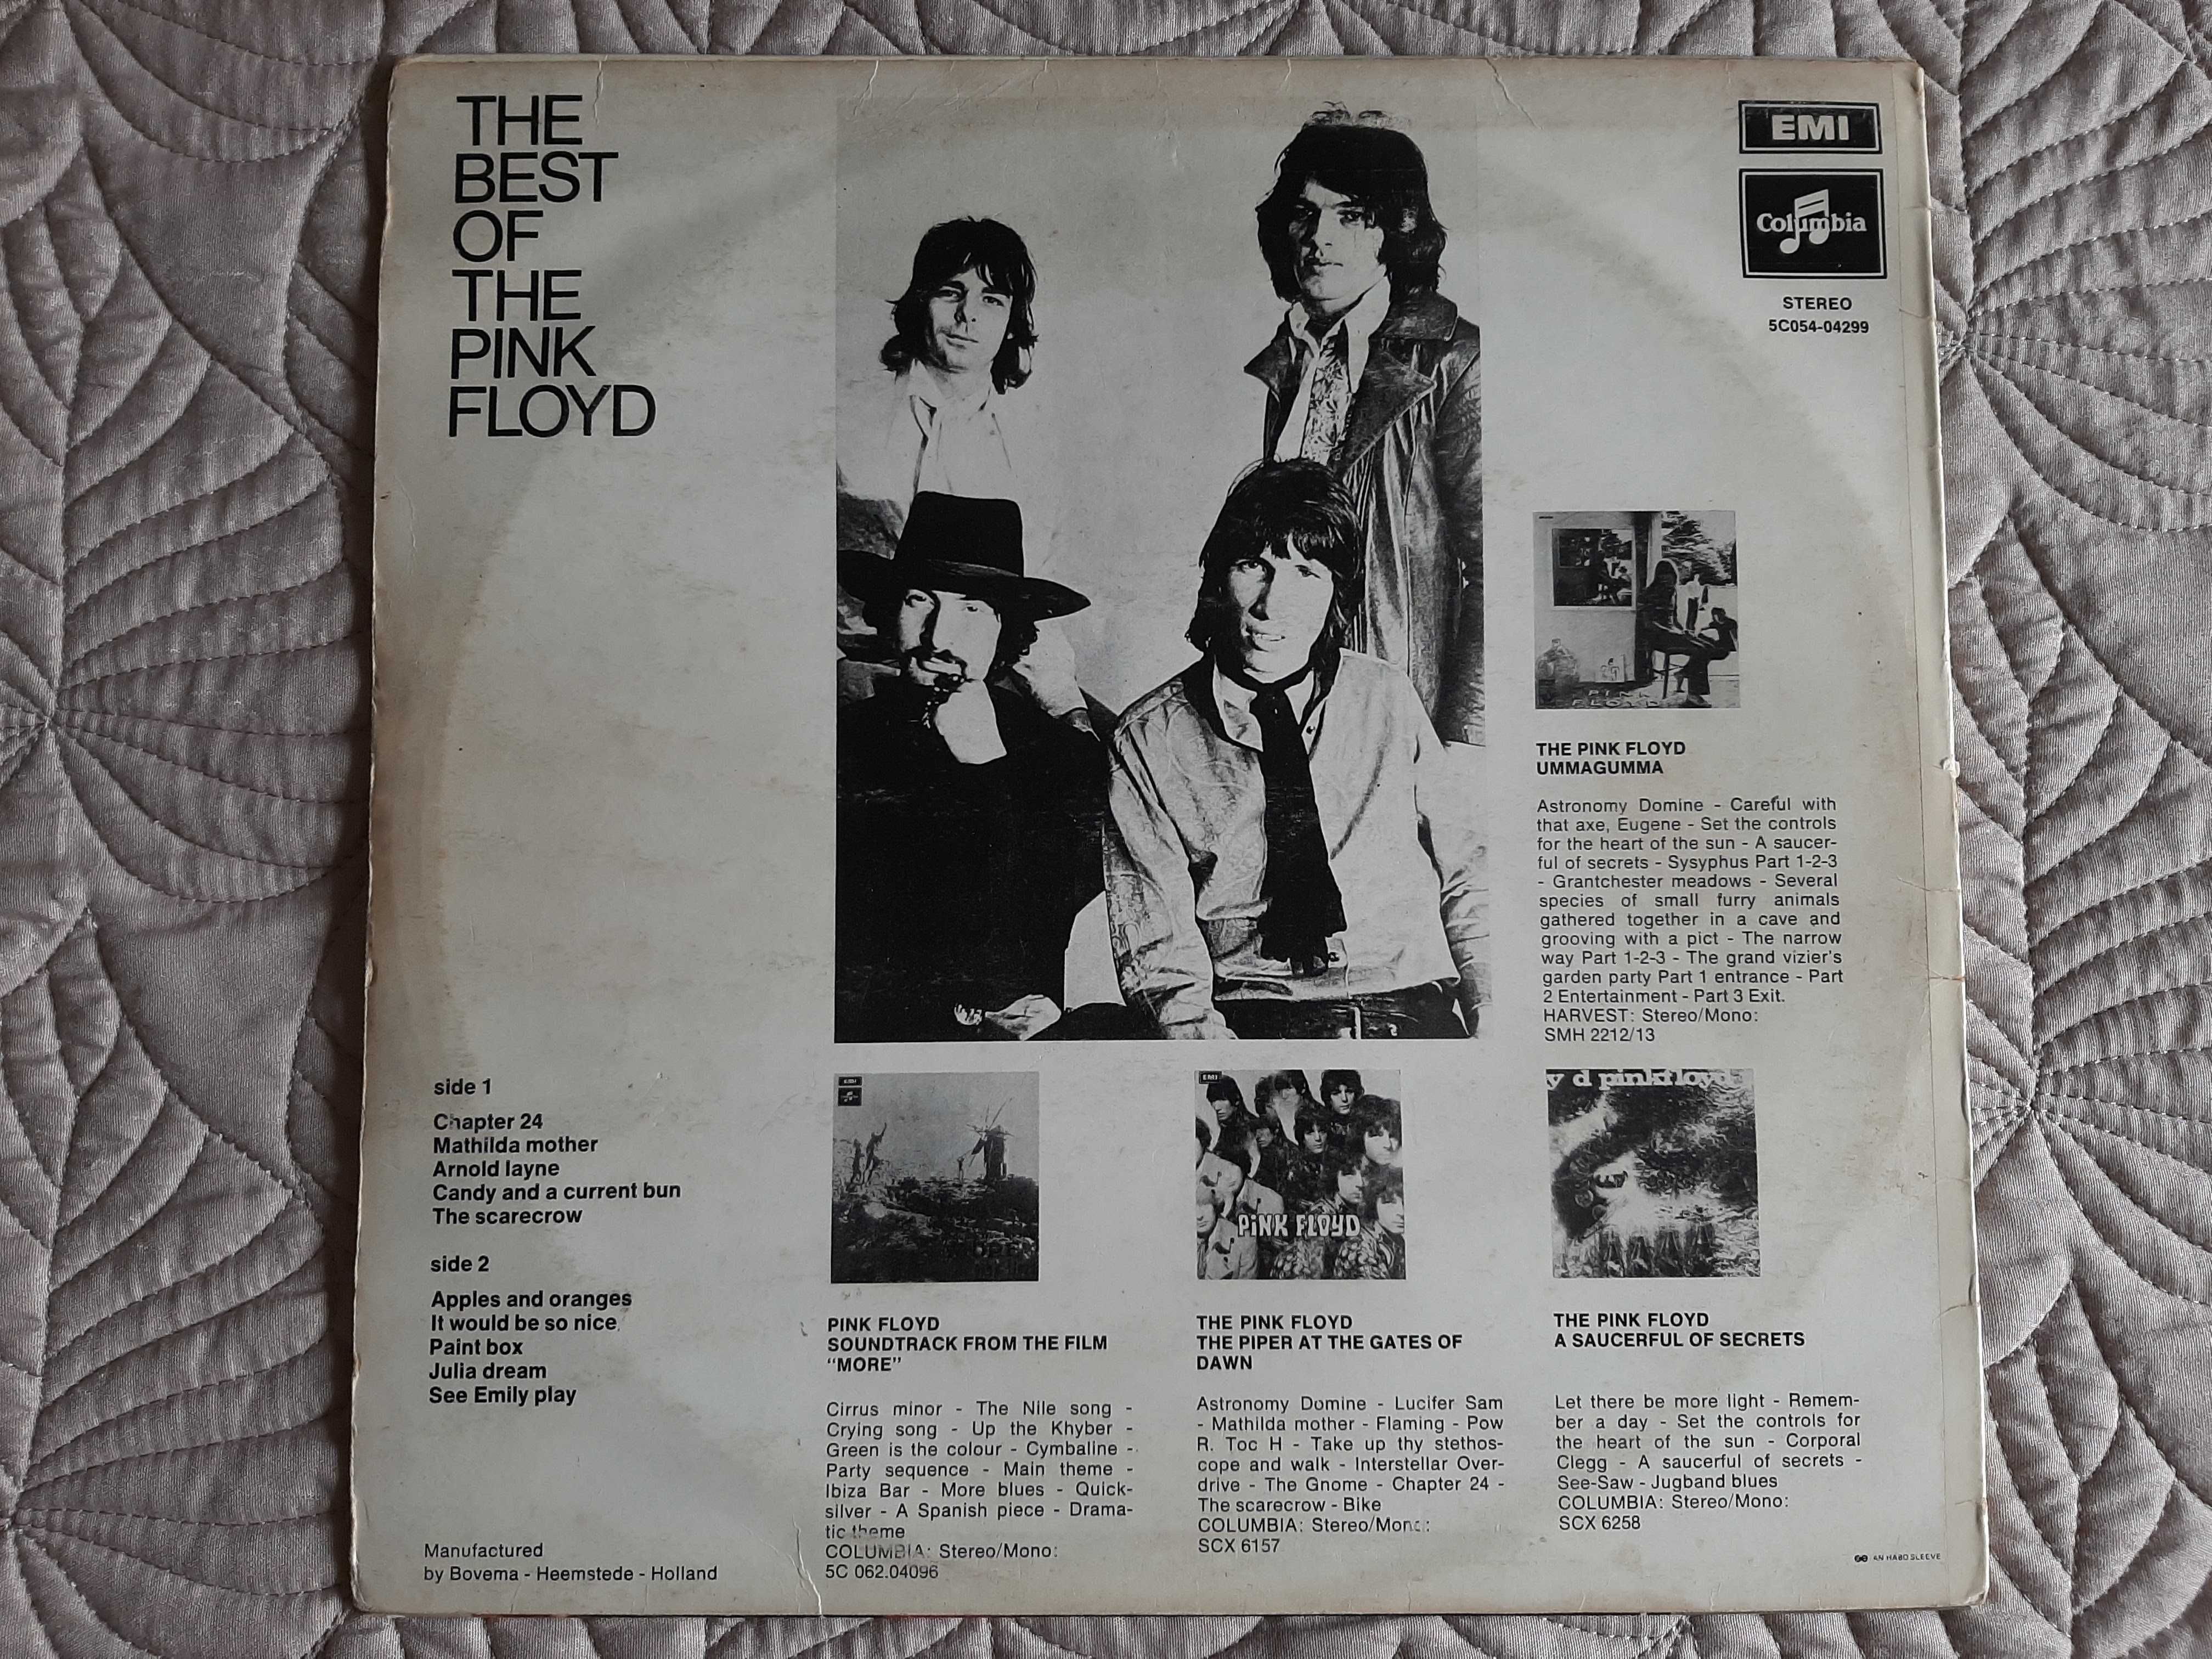 THE
BEST
OF
THE
PINK
FLOYD
EMI
Columbia
STEREO
5C054-04299
side 1
Chapter 24
Mathilda mother
Arnold layne
Candy and a current bun
The scarecrow
side 2
Apples and oranges
It would be so nice
Paint box
Julia dream
See Emily play
Manufactured
by Bovema - Heemstede - Holland
PINK
FLOYD
THE PINK FLOYD
UMMAGUMMA
Astronomy Domine - Careful with
that axe, Eugene - Set the controls
for the heart of the sun - A saucer-
ful of secrets - Sysyphus Part 1-2-3
- Grantchester meadows - Several
species of small furry animals
gathered together in a cave and
grooving with a pict - The narrow
way Part 1-2-3 - The grand vizier's
garden party Part 1 entrance - Part
2 Entertainment - Part 3 Exit.
HARVEST: Stereo/Mono:
SMH 2212/13
EMI
PINK FLOYD
SOUNDTRACK FROM THE FILM
“MORE”
Cirrus minor - The Nile song -
Crying song - Up the Khyber -
Green is the colour - Cymbaline -
Party sequence - Main theme -
Ibiza Bar - More blues - Quick-
silver - A Spanish piece - Drama-
tic theme
COLUMBIA: Stereo/Mono:
5C 062.04096
EMI
PiNK FLOYD
THE PINK FLOYD
THE PIPER AT THE GATES OF
DAWN
Astronomy Domine - Lucifer Sam
- Mathilda mother - Flaming - Pow
R. Toc H - Take up thy stethos-
cope and walk - Interstellar Over-
drive - The Gnome - Chapter 24 -
The scarecrow - Bike
COLUMBIA: Stereo/Mono:
SCX 6157
y d pink floyd
THE PINK FLOYD
A SAUCERFUL OF SECRETS
Let there be more light - Remem-
ber a day - Set the controls for
the heart of the sun - Corporal
Clegg - A saucerful of secrets -
See-Saw - Jugband blues
COLUMBIA: Stereo/Mono:
SCX 6258
AN HABO SLEEVE